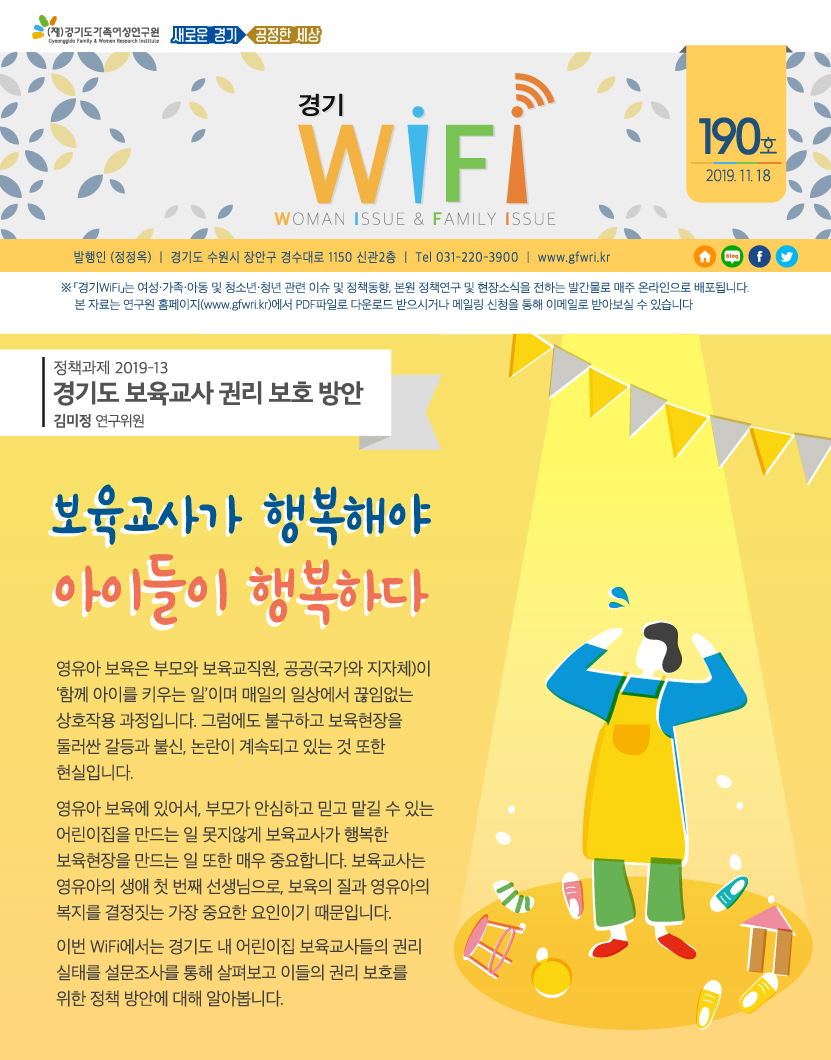 (재)경기도가족여성연구원
Gyeonggido Family & Women Research Institute
새로운 경기 공정한 세상
경기
WiFi
WOMAN ISSUE & FAMILY ISSUE
190호
2019. 11. 18
발행인 (정정옥) | 경기도 수원시 장안구 경수대로 1150 신관2층 | Tel 031-220-3900 | www.gfwri.kr
blog
※「경기WiFi」는 여성·가족·아동 및 청소년·청년 관련 이슈 및 정책동향, 본원 정책연구 및 현장소식을 전하는 발간물로 매주 온라인으로 배포됩니다.
본 자료는 연구원 홈페이지(www.gfwri.kr)에서 PDF파일로 다운로드 받으시거나 메일링 신청을 통해 이메일로 받아보실 수 있습니다
정책과제 2019-13
경기도 보육교사 권리 보호 방안
김미정 연구위원
보육교사가 행복해야
아이들이 행복하다
영유아 보육은 부모와 보육교직원, 공공(국가와 지자체)이
‘함께 아이를 키우는 일’이며 매일의 일상에서 끊임없는
상호작용 과정입니다. 그럼에도 불구하고 보육현장을
둘러싼 갈등과 불신, 논란이 계속되고 있는 것 또한
현실입니다.
영유아 보육에 있어서, 부모가 안심하고 믿고 맡길 수 있는
어린이집을 만드는 일 못지않게 보육교사가 행복한
보육현장을 만드는 일 또한 매우 중요합니다. 보육교사는
영유아의 생애 첫 번째 선생님으로, 보육의 질과 영유아의
복지를 결정짓는 가장 중요한 요인이기 때문입니다.
이번 WiFi에서는 경기도 내 어린이집 보육교사들의 권리
실태를 설문조사를 통해 살펴보고 이들의 권리 보호를
위한 정책 방안에 대해 알아봅니다.